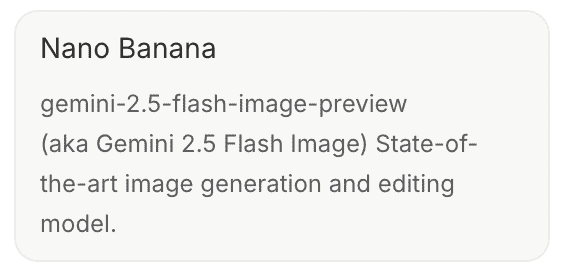 Nano Banana
gemini-2.5-flash-image-preview
(aka Gemini 2.5 Flash Image) State-of-
the-art image generation and editing
model.